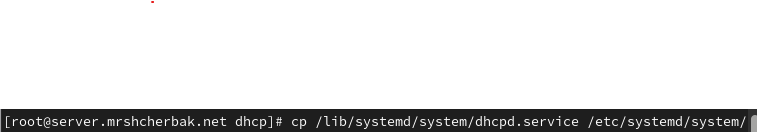 [root@server.mrshcherbak.net dhcp]# cp /lib/systemd/system/dhcpd.service /etc/systemd/system/